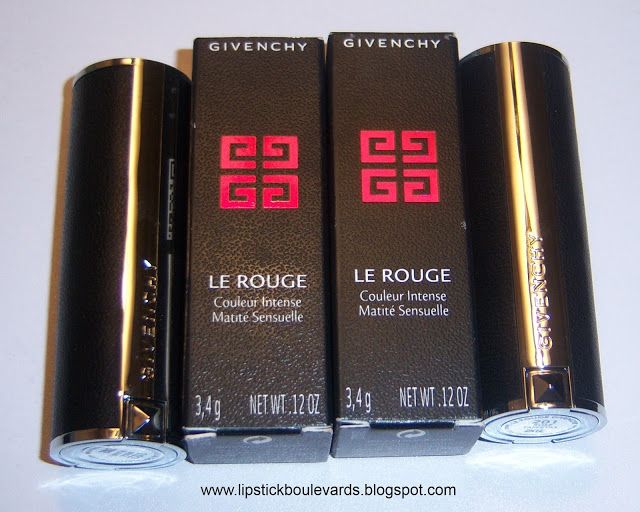 GIVENCHY
GIVENCHY
LE ROUGE
Couleur Intense
Matité Sensuelle
3,4 g NET WT .12 OZ
GIVENCHY
LE ROUGE
Couleur Intense
Matité Sensuelle
3,4 g NET WT. .12 OZ
GIVENCHY
www.lipstickboulevards.blogspot.com